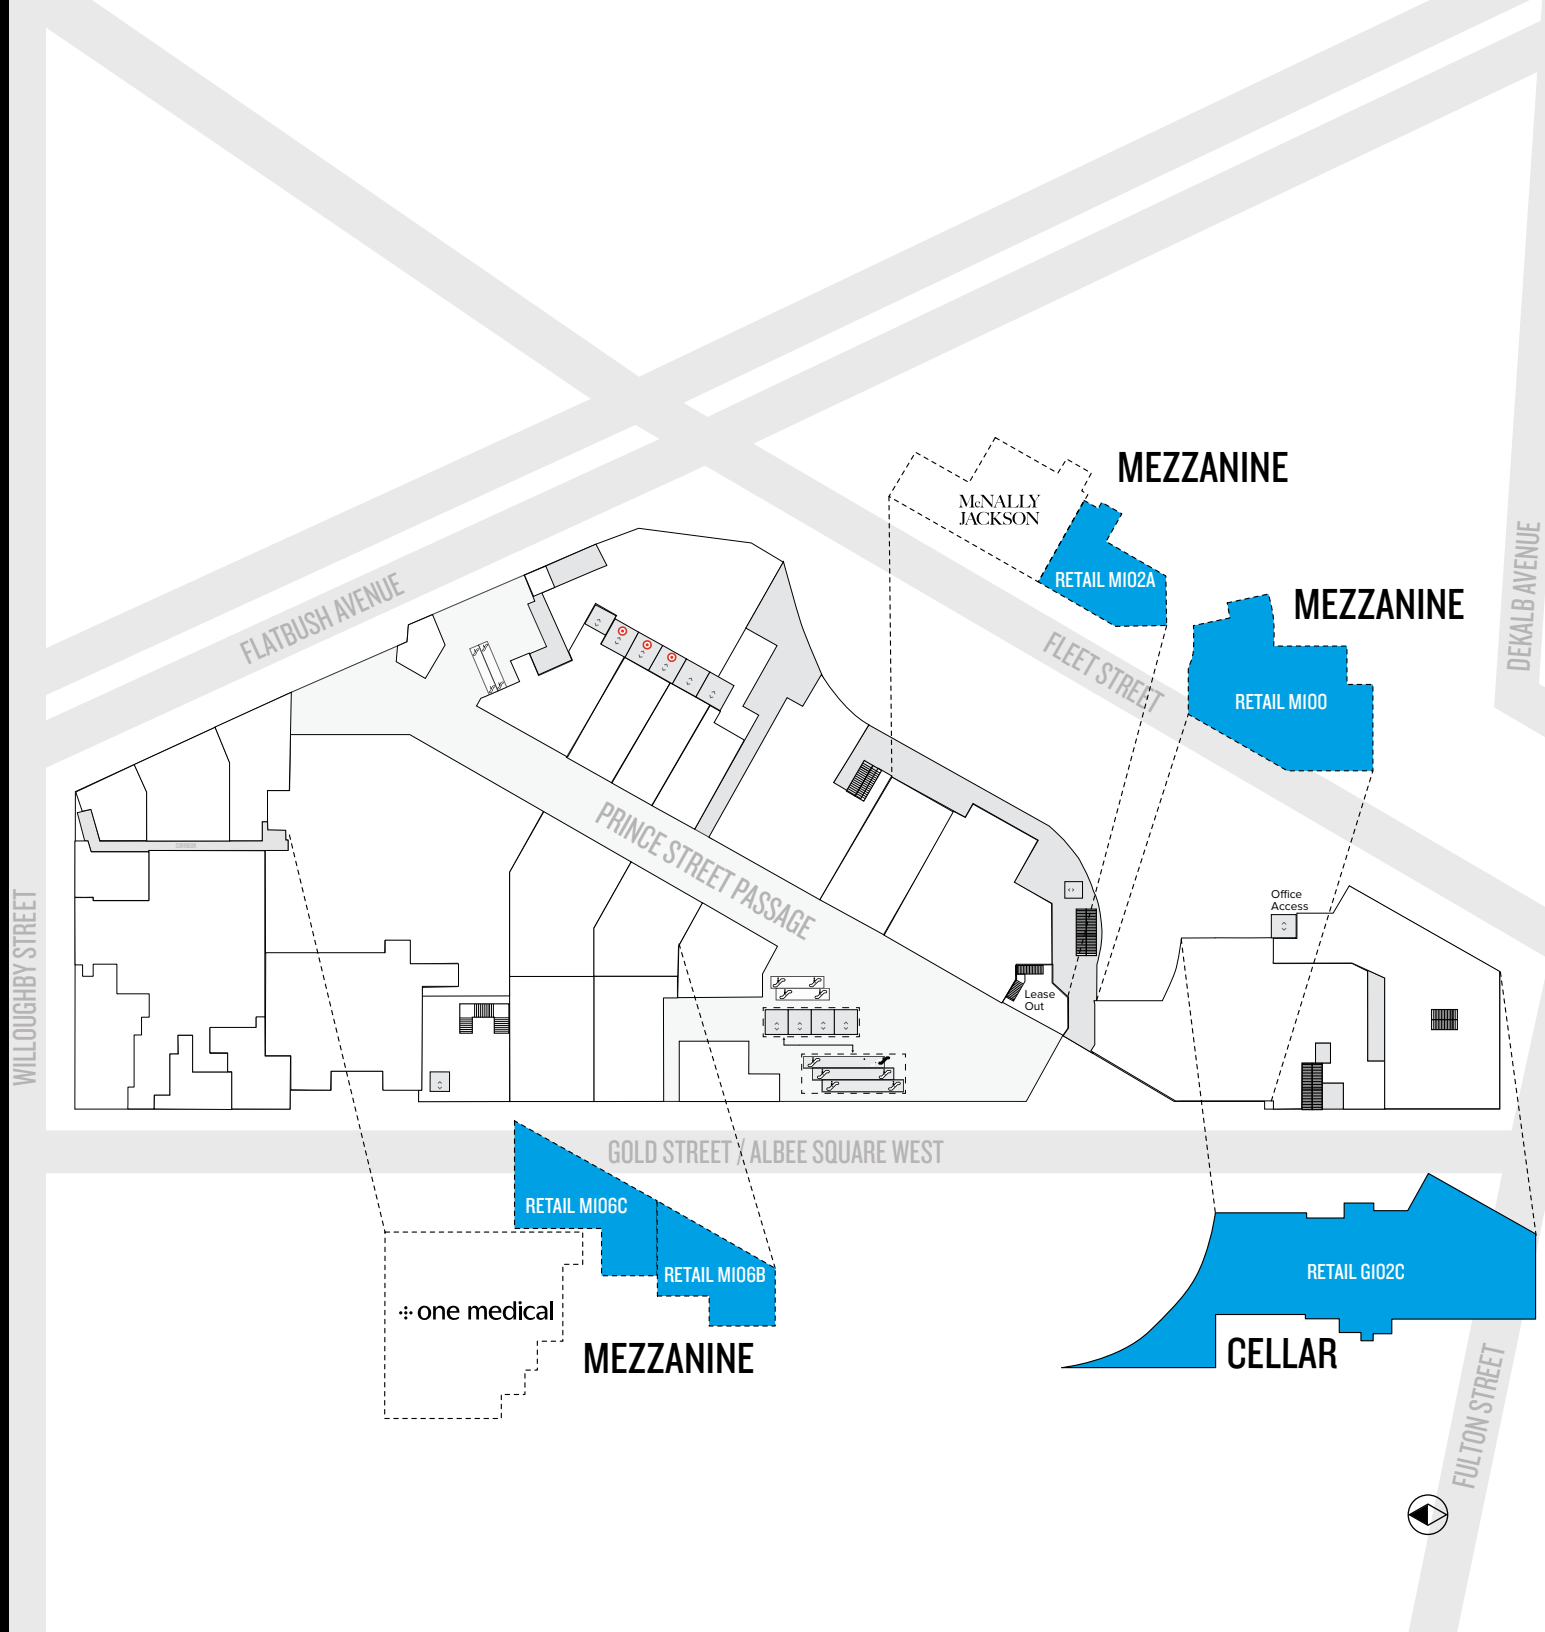 MEZZANINE
McNALLY
JACKSON
RETAIL M102A
MEZZANINE
RETAIL M100
DEKALB AVENUE
FLATBUSH AVENUE
FLEET STREET
PRINCE STREET PASSAGE
WILLOUGHBY STREET
Office
Access
Lease
Out
GOLD STREET / ALBEE SQUARE WEST
RETAIL M106C
RETAIL M106B
one medical
MEZZANINE
RETAIL G102C
CELLAR
FULTON STREET